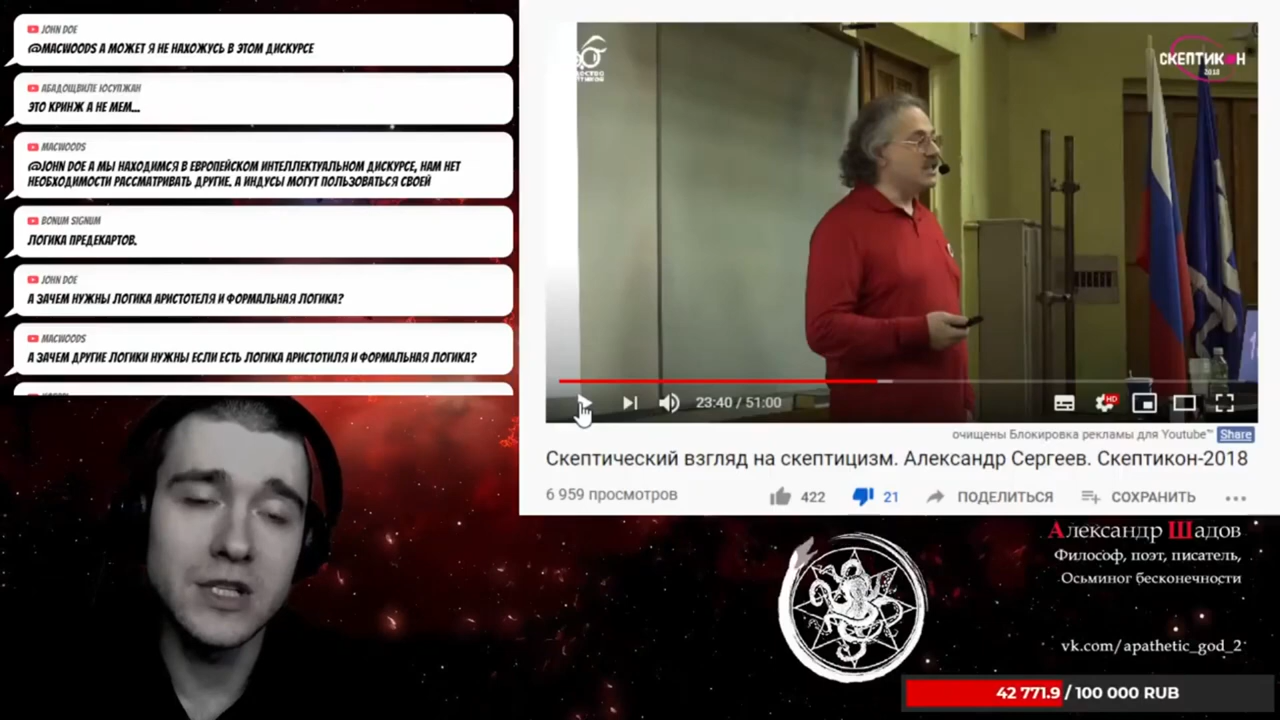 JOHN DOE
@MACWOODS А МОЖЕТ Я НЕ НАХОЖУСЬ В ЭТОМ ДИСКУРСЕ
АБАДОЩВИЛЕ ЮСУПЖАН
ЭТО КРИНЖ А НЕ МЕМ...
MACWOODS
@JOHN DOE А МЫ НАХОДИМСЯ В ЕВРОПЕЙСКОМ ИНТЕЛЛЕКТУАЛЬНОМ ДИСКУРСЕ, НАМ НЕТ
НЕОБХОДИМОСТИ РАССМАТРИВАТЬ ДРУГИЕ. А ИНДУСЫ МОГУТ ПОЛЬЗОВАТЬСЯ СВОЕЙ
BONUM SIGNUM
ЛОГИКА ПРЕДЕКАРТОВ.
JOHN DOE
А ЗАЧЕМ НУЖНЫ ЛОГИКА АРИСТОТЕЛЯ И ФОРМАЛЬНАЯ ЛОГИКА?
MACWOODS
А ЗАЧЕМ ДРУГИЕ ЛОГИКИ НУЖНЫ ЕСЛИ ЕСТЬ ЛОГИКА АРИСТОТИЛЯ И ФОРМАЛЬНАЯ ЛОГИКА?
СКЕПТИКОН
2018
23:40 / 51:00
HD
очищены Блокировка рекламы для Youtube™ Share
Скептический взгляд на скептицизм. Александр Сергеев. Скептикон-2018
6 959 просмотров
422
21
ПОДЕЛИТЬСЯ
СОХРАНИТЬ
Александр Шадов
Философ, поэт, писатель,
Осьминог бесконечности
vk.com/apathetic_god_2
42 771.9 / 100 000 RUB